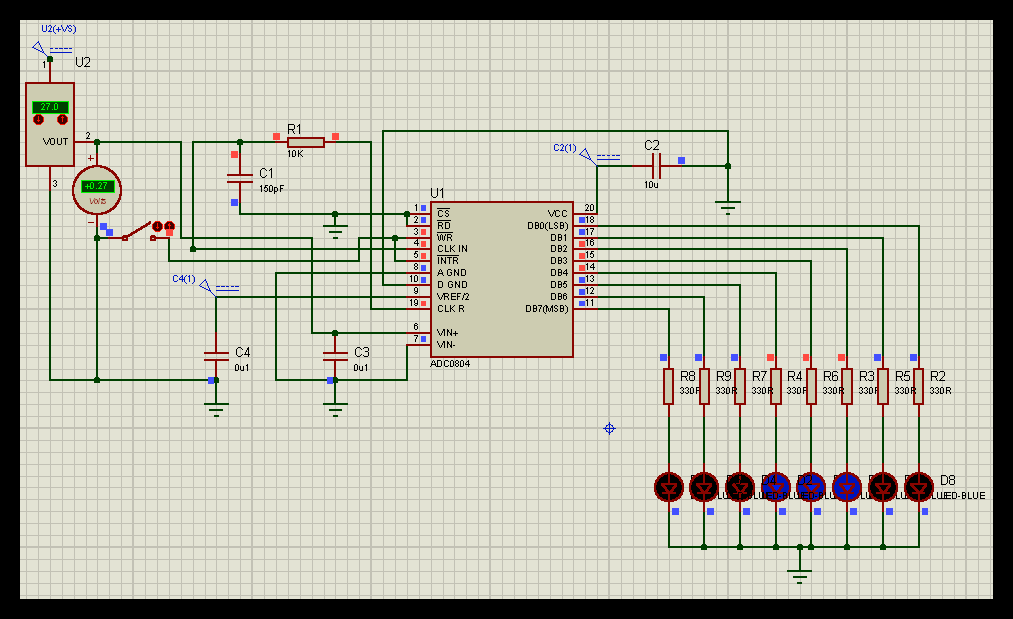 U2(+VS)
U2
1
27.0
VOUT
2
3
+
+0.27
Volts
R1
10K
C1
150pF
C2(1)
C2
10u
U1
1 CS
2 RD
3 WR
4 CLK IN
5 INTR
8 A GND
10 D GND
9 VREF/2
19 CLK R
6 VIN+
7 VIN-
VCC 20
DB0(LSB) 18
DB1 17
DB2 16
DB3 15
DB4 14
DB5 13
DB6 12
DB7(MSB) 11
ADC0804
C4(1)
C4
0u1
C3
0u1
R8 R9 R7 R4 R6 R3 R5 R2
330R 330R 330R 330R 330R 330R 330R 330R
D8
LED-BLUE